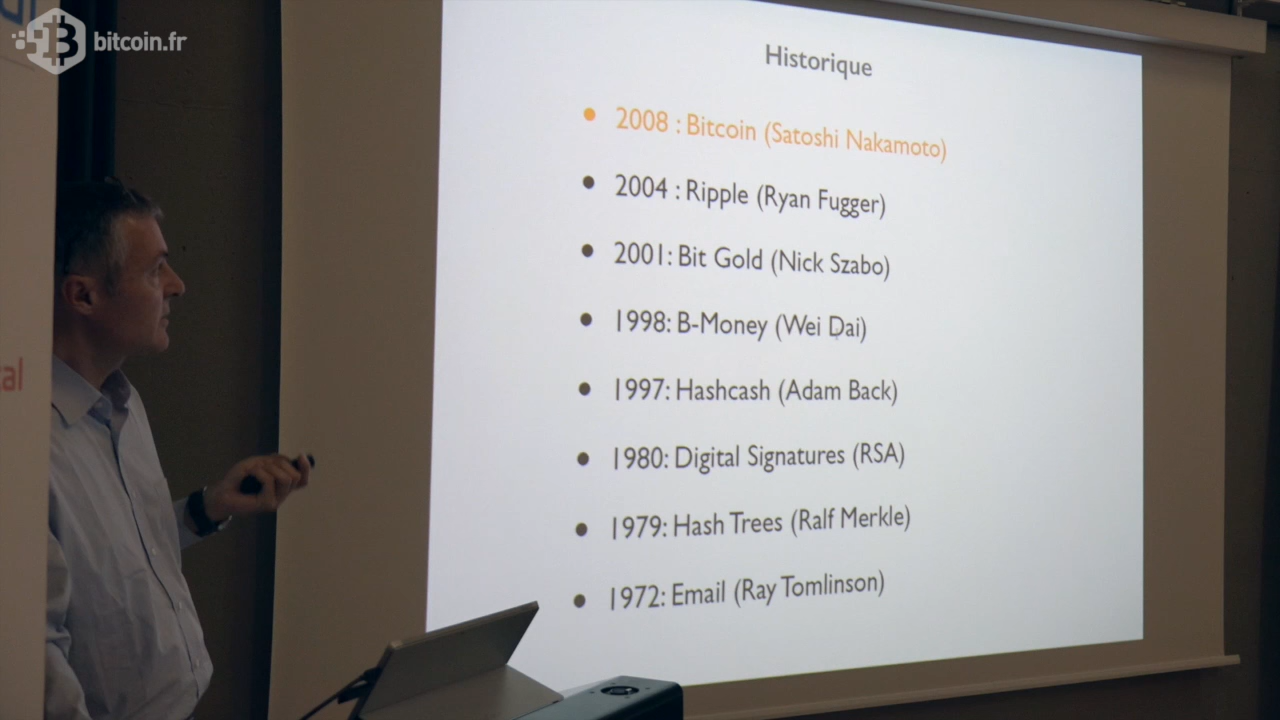 bitcoin.fr
Historique
• 2008 : Bitcoin (Satoshi Nakamoto)
• 2004 : Ripple (Ryan Fugger)
• 2001: Bit Gold (Nick Szabo)
• 1998: B-Money (Wei Dai)
• 1997: Hashcash (Adam Back)
• 1980: Digital Signatures (RSA)
• 1979: Hash Trees (Ralf Merkle)
• 1972: Email (Ray Tomlinson)